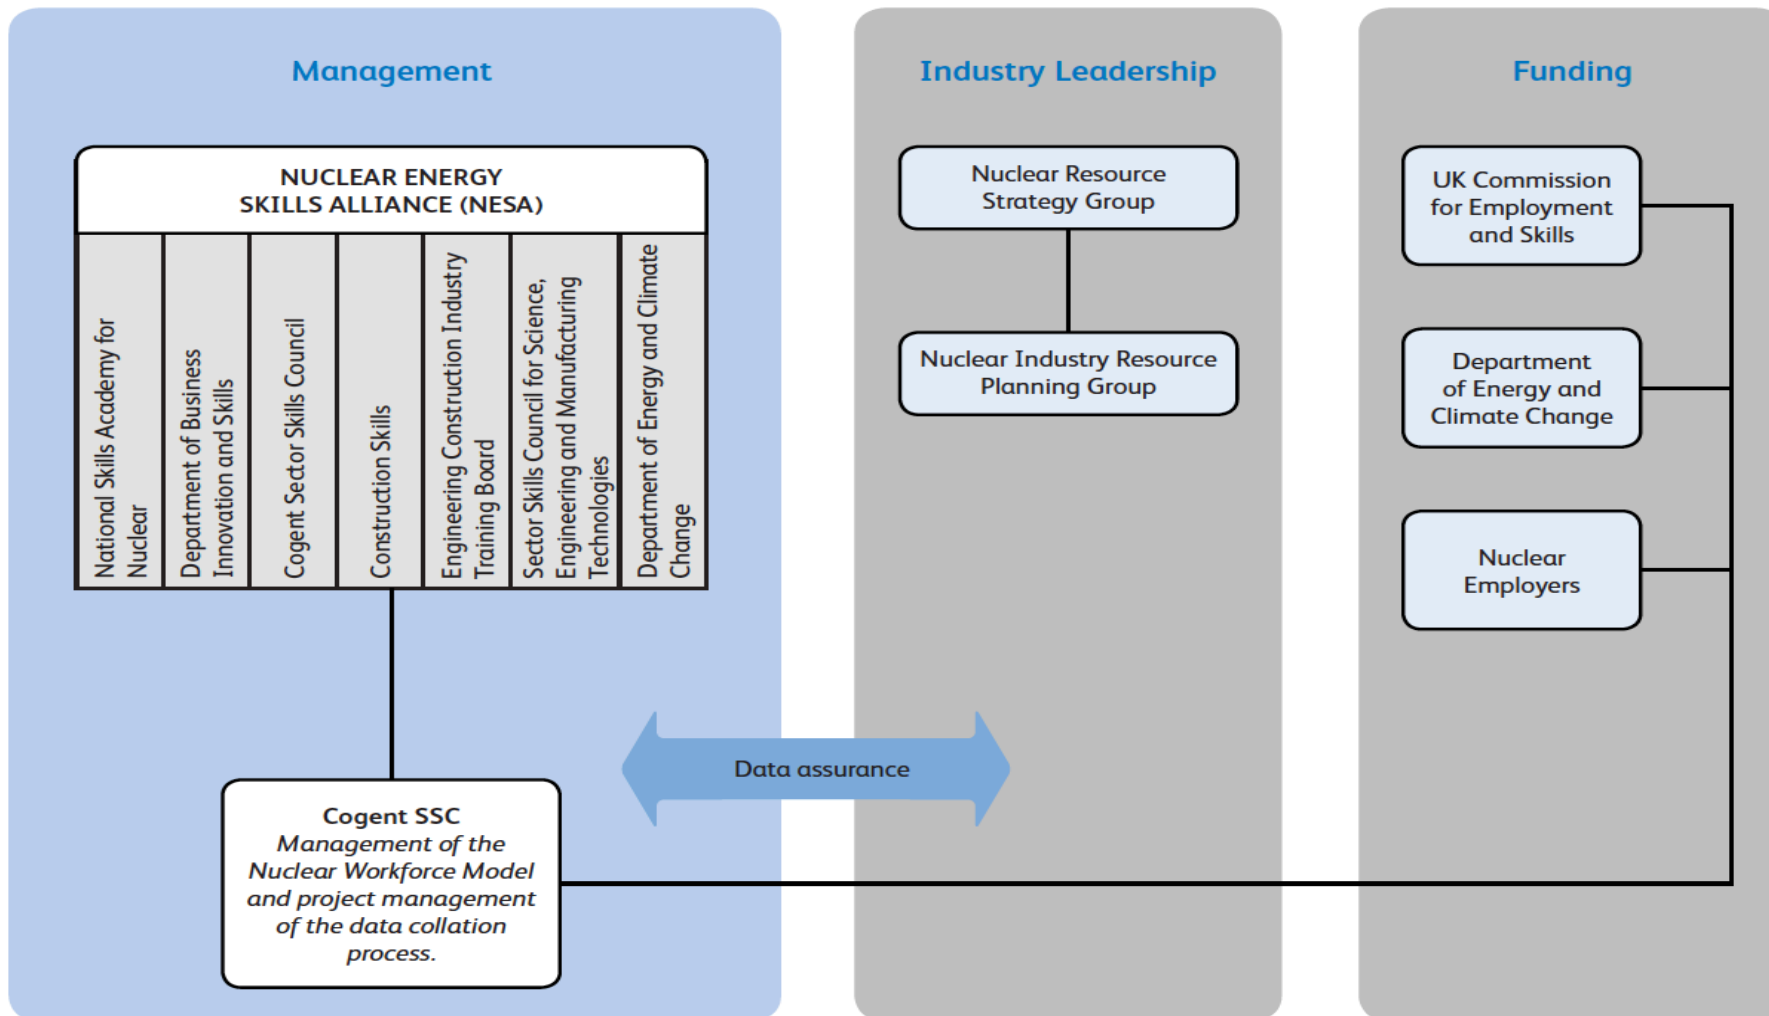 Management
NUCLEAR ENERGY
SKILLS ALLIANCE (NESA)
National Skills Academy for
Nuclear
Department of Business
Innovation and Skills
Cogent Sector Skills Council
Construction Skills
Engineering Construction Industry
Training Board
Sector Skills Council for Science,
Engineering and Manufacturing
Technologies
Department of Energy and Climate
Change
Cogent SSC
Management of the
Nuclear Workforce Model
and project management
of the data collation
process.
Data assurance
Industry Leadership
Nuclear Resource
Strategy Group
Nuclear Industry Resource
Planning Group
Funding
UK Commission
for Employment
and Skills
Department
of Energy and
Climate Change
Nuclear
Employers